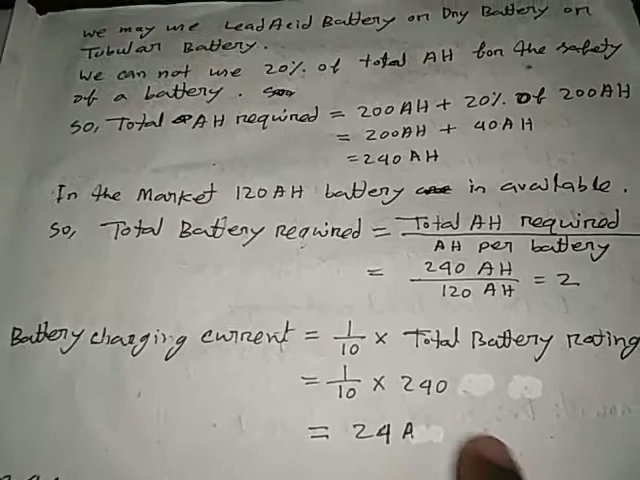 we may use Lead Acid Battery or Dry Battery or
Tubular Battery.
We can not use 20% of total AH for the safety
of a battery.
so, Total AH required = 200AH + 20% of 200AH
= 200AH + 40AH
= 240 AH
In the Market 120AH battery is available.
So, Total Battery required = Total AH required / AH per battery
= 240 AH / 120 AH = 2
Battery charging current = 1/10 × Total Battery rating
= 1/10 × 240
= 24 A